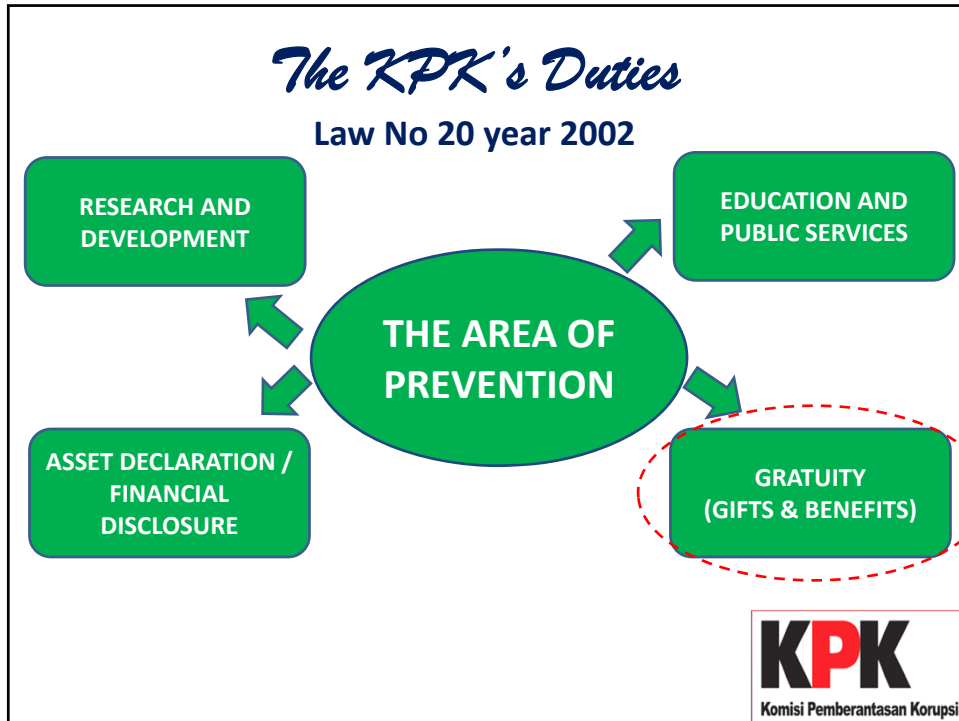 The KPK's Duties
Law No 20 year 2002
RESEARCH AND
DEVELOPMENT
EDUCATION AND
PUBLIC SERVICES
THE AREA OF
PREVENTION
ASSET DECLARATION /
FINANCIAL
DISCLOSURE
GRATUITY
(GIFTS & BENEFITS)
KPK
Komisi Pemberantasan Korupsi